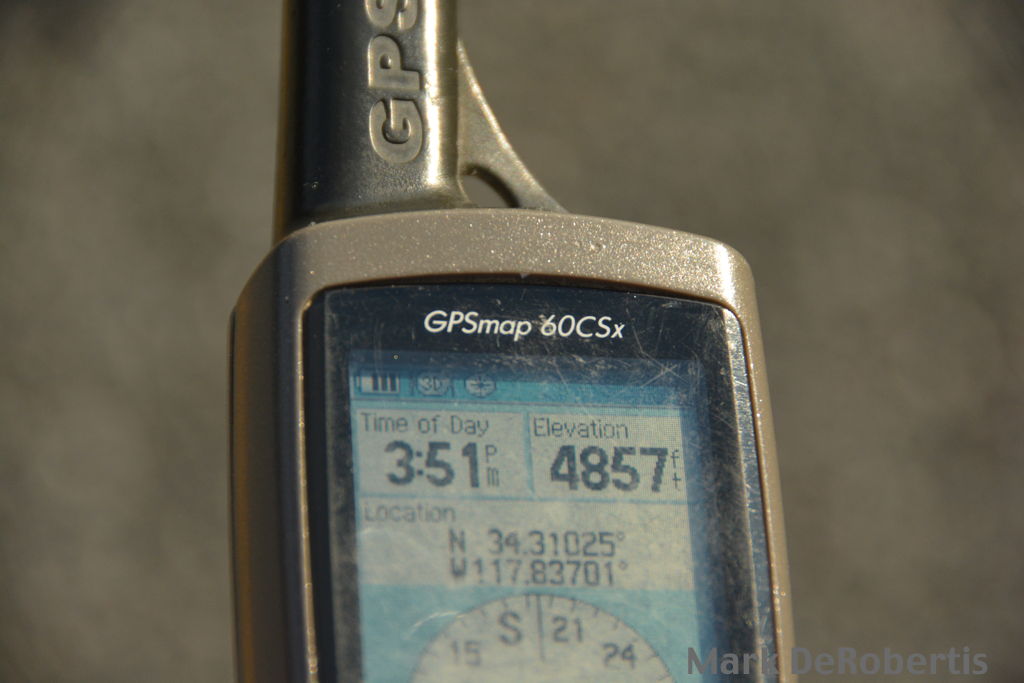 GPS
GPSmap 60CSx
3D
Time of Day
3:51 Pm
Elevation
4857 ft
Location
N 34.31025°
W117.83701°
15 S 21 24
Mark DeRobertis